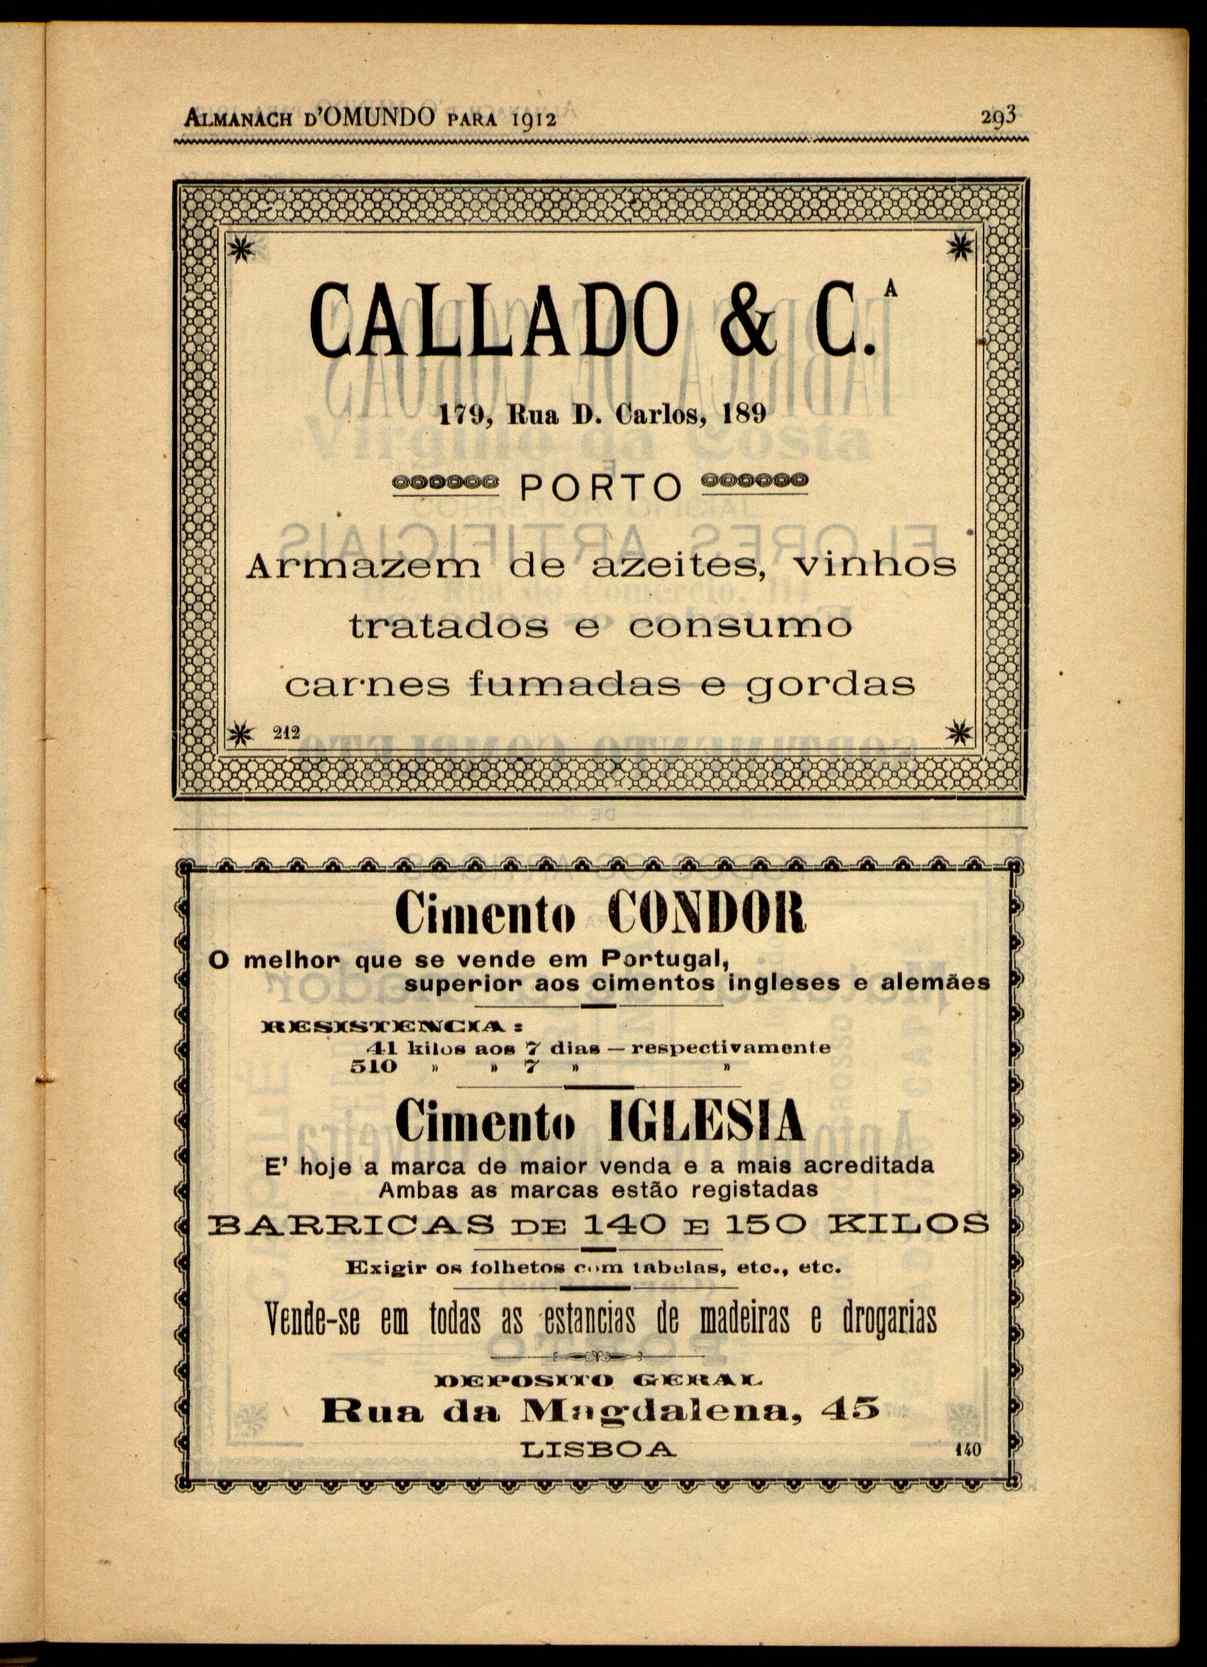 ALMANACH D'OMUNDO PARA 1912 293
CALLADO & C.A
179, Rua D. Carlos, 189
PORTO
Armazem de azeites, vinhos
tratados e consumo
carnes fumadas e gordas
212
Cimento CONDOR
O melhor que se vende em Portugal,
superior aos cimentos ingleses e alemães
RESISTENCIA:
41 kilos aos 7 dias — respectivamente
510 » » 7 » »
Cimento IGLESIA
E' hoje a marca de maior venda e a mais acreditada
Ambas as marcas estão registadas
BARRICAS DE 140 E 150 KILOS
Exigir os folhetos com tabelas, etc., etc.
Vende-se em todas as estancias de madeiras e drogarias
DEPOSITO GERAL
Rua da Magdalena, 45
LISBOA
140